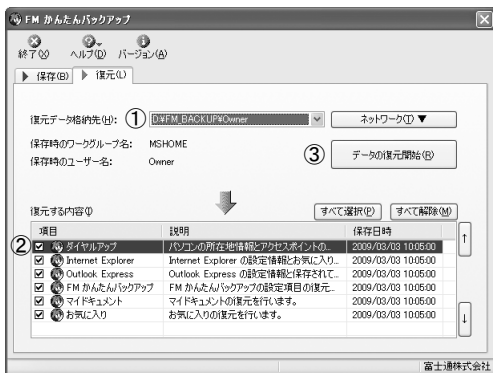 FM かんたんバックアップ
終了(X) ヘルプ(D) バージョン(A)
保存(B) 復元(L)
復元データ格納先(H): ① D:¥FM_BACKUP¥Owner ネットワーク(T) ▼
保存時のワークグループ名: MSHOME
保存時のユーザー名: Owner
③ データの復元開始(R)
復元する内容(I) すべて選択(P) すべて解除(M)
項目 説明 保存日時
② ダイヤルアップ パソコンの所在地情報とアクセスポイントの... 2009/03/03 10:05:00
Internet Explorer Internet Explorer の設定情報とお気に入り... 2009/03/03 10:05:00
Outlook Express Outlook Express の設定情報と保存されて... 2009/03/03 10:05:00
FM かんたんバックアップ FM かんたんバックアップの設定項目の復元... 2009/03/03 10:05:00
マイドキュメント マイドキュメントの復元を行います。 2009/03/03 10:05:00
お気に入り お気に入りの復元を行います。 2009/03/03 10:05:00
↑
↓
富士通株式会社